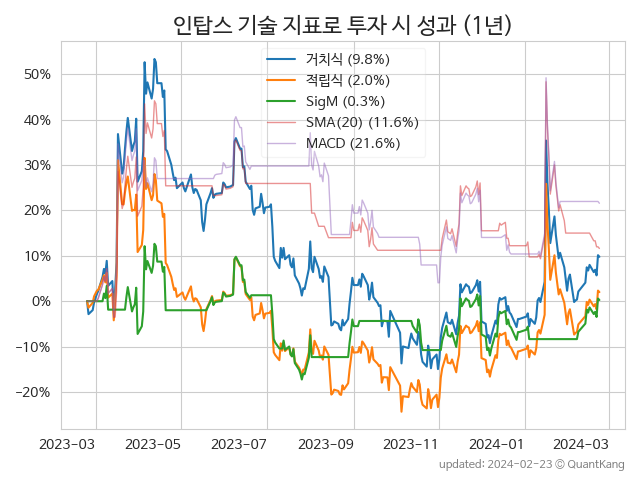 인탑스 기술 지표로 투자 시 성과 (1년)
거치식 (9.8%)
적립식 (2.0%)
SigM (0.3%)
SMA(20) (11.6%)
MACD (21.6%)
50%
40%
30%
20%
10%
0%
−10%
−20%
2023-03 2023-05 2023-07 2023-09 2023-11 2024-01 2024-03
updated: 2024-02-23 © QuantKang